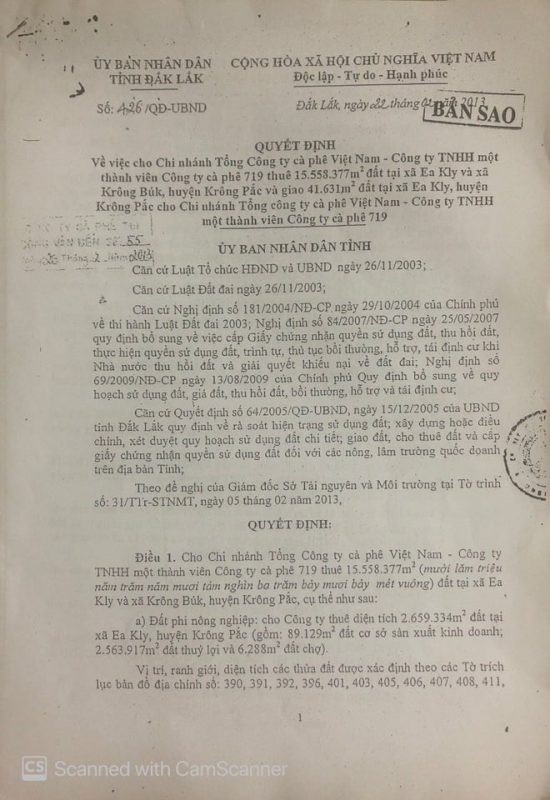 ỦY BAN NHÂN DÂN
TỈNH ĐẮK LẮK
CỘNG HÒA XÃ HỘI CHỦ NGHĨA VIỆT NAM
Độc lập - Tự do - Hạnh phúc
Số: 426/QĐ-UBND
Đắk Lắk, ngày 22 tháng 02 năm 2013
BẢN SAO
QUYẾT ĐỊNH
Về việc cho Chi nhánh Tổng Công ty cà phê Việt Nam - Công ty TNHH một
thành viên Công ty cà phê 719 thuê 15.558.377m² đất tại xã Ea Kly và xã
Krông Búk, huyện Krông Pắc và giao 41.631m² đất tại xã Ea Kly, huyện
Krông Pắc cho Chi nhánh Tổng Công ty cà phê Việt Nam - Công ty TNHH
một thành viên Công ty cà phê 719
TY CÀ PHÊ
CÔNG VĂN ĐẾN SỐ 85
Tháng 2 năm 2013
ỦY BAN NHÂN DÂN TỈNH
Căn cứ Luật Tổ chức HĐND và UBND ngày 26/11/2003;
Căn cứ Luật Đất đai ngày 26/11/2003;
Căn cứ Nghị định số 181/2004/NĐ-CP ngày 29/10/2004 của Chính phủ
về thi hành Luật Đất đai 2003; Nghị định số 84/2007/NĐ-CP ngày 25/05/2007
quy định bổ sung về việc cấp Giấy chứng nhận quyền sử dụng đất, thu hồi đất,
thực hiện quyền sử dụng đất, trình tự, thủ tục bồi thường, hỗ trợ, tái định cư khi
Nhà nước thu hồi đất và giải quyết khiếu nại về đất đai; Nghị định số
69/2009/NĐ-CP ngày 13/08/2009 của Chính phủ Quy định bổ sung về quy
hoạch sử dụng đất, giá đất, thu hồi đất, bồi thường, hỗ trợ và tái định cư;
Căn cứ Quyết định số 64/2005/QĐ-UBND, ngày 15/12/2005 của UBND
tỉnh Đắk Lắk quy định về rà soát hiện trạng sử dụng đất; xây dựng hoặc điều
chỉnh, xét duyệt quy hoạch sử dụng đất chi tiết; giao đất, cho thuê đất và cấp
giấy chứng nhận quyền sử dụng đất đối với các nông, lâm trường quốc doanh
trên địa bàn Tỉnh;
Theo đề nghị của Giám đốc Sở Tài nguyên và Môi trường tại Tờ trình
số: 31/TTr-STNMT, ngày 05 tháng 02 năm 2013,
QUYẾT ĐỊNH:
Điều 1. Cho Chi nhánh Tổng Công ty cà phê Việt Nam - Công ty
TNHH một thành viên Công ty cà phê 719 thuê 15.558.377m² (mười lăm triệu
năm trăm năm mươi tám nghìn ba trăm bảy mươi bảy mét vuông) đất tại xã Ea
Kly và xã Krông Búk, huyện Krông Pắc, cụ thể như sau:
a) Đất phi nông nghiệp: cho Công ty thuê diện tích 2.659.334m² đất tại
xã Ea Kly, huyện Krông Pắc (gồm: 89.129m² đất cơ sở sản xuất kinh doanh;
2.563.917m² đất thuỷ lợi và 6.288m² đất chợ).
Vị trí, ranh giới, diện tích các thửa đất được xác định theo các Tờ trích
lục bản đồ địa chính số: 390, 391, 392, 396, 401, 403, 405, 406, 407, 408, 411,
1
CS Scanned with CamScanner